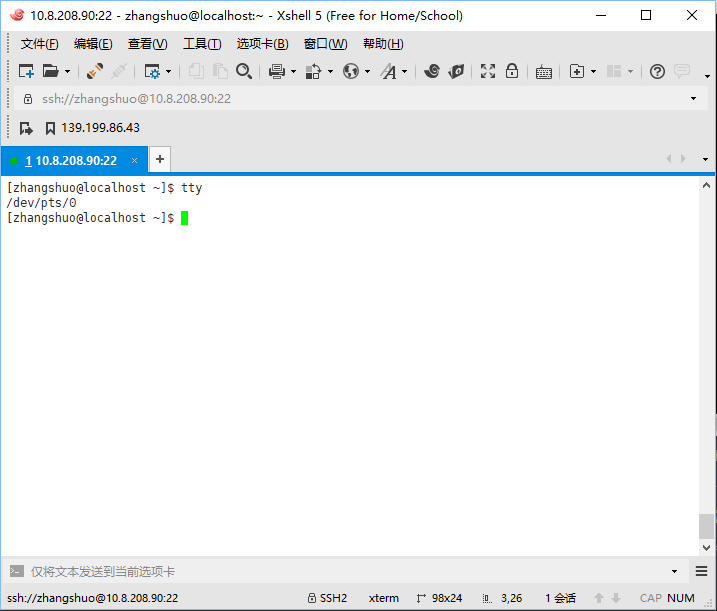 10.8.208.90:22 - zhangshuo@localhost:~ - Xshell 5 (Free for Home/School)
文件(F) 编辑(E) 查看(V) 工具(T) 选项卡(B) 窗口(W) 帮助(H)
ssh://zhangshuo@10.8.208.90:22
139.199.86.43
1 10.8.208.90:22 × +
[zhangshuo@localhost ~]$ tty
/dev/pts/0
[zhangshuo@localhost ~]$
仅将文本发送到当前选项卡
ssh://zhangshuo@10.8.208.90:22 SSH2 xterm 98x24 3,26 1 会话 CAP NUM